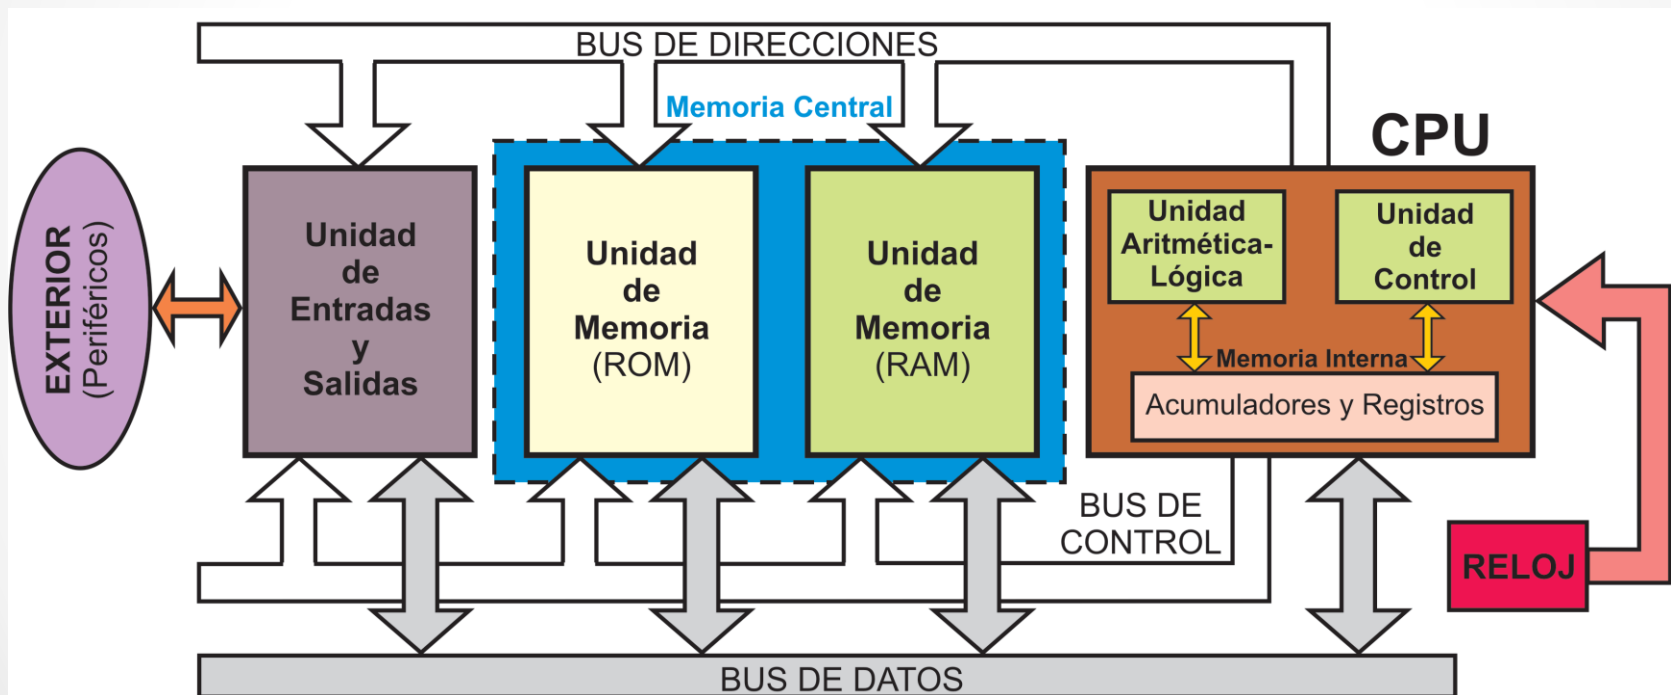 BUS DE DIRECCIONES
Memoria Central
CPU
EXTERIOR
(Periféricos)
Unidad
de
Entradas
y
Salidas
Unidad
de
Memoria
(ROM)
Unidad
de
Memoria
(RAM)
Unidad
Aritmética-
Lógica
Unidad
de
Control
Memoria Interna
Acumuladores y Registros
BUS DE
CONTROL
RELOJ
BUS DE DATOS